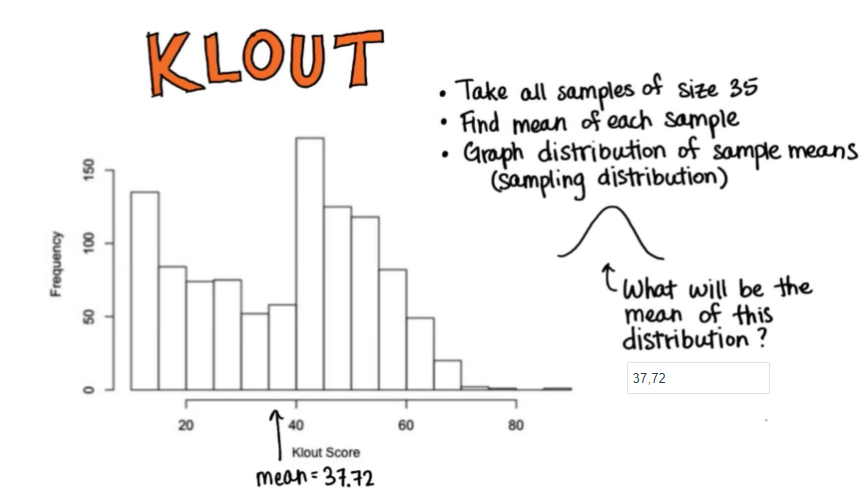 KLOUT
• Take all samples of size 35
• Find mean of each sample
• Graph distribution of sample means
(sampling distribution)
What will be the
mean of this
distribution?
37,72
Frequency
150
100
50
0
20 40 60 80
Klout Score
mean = 37.72